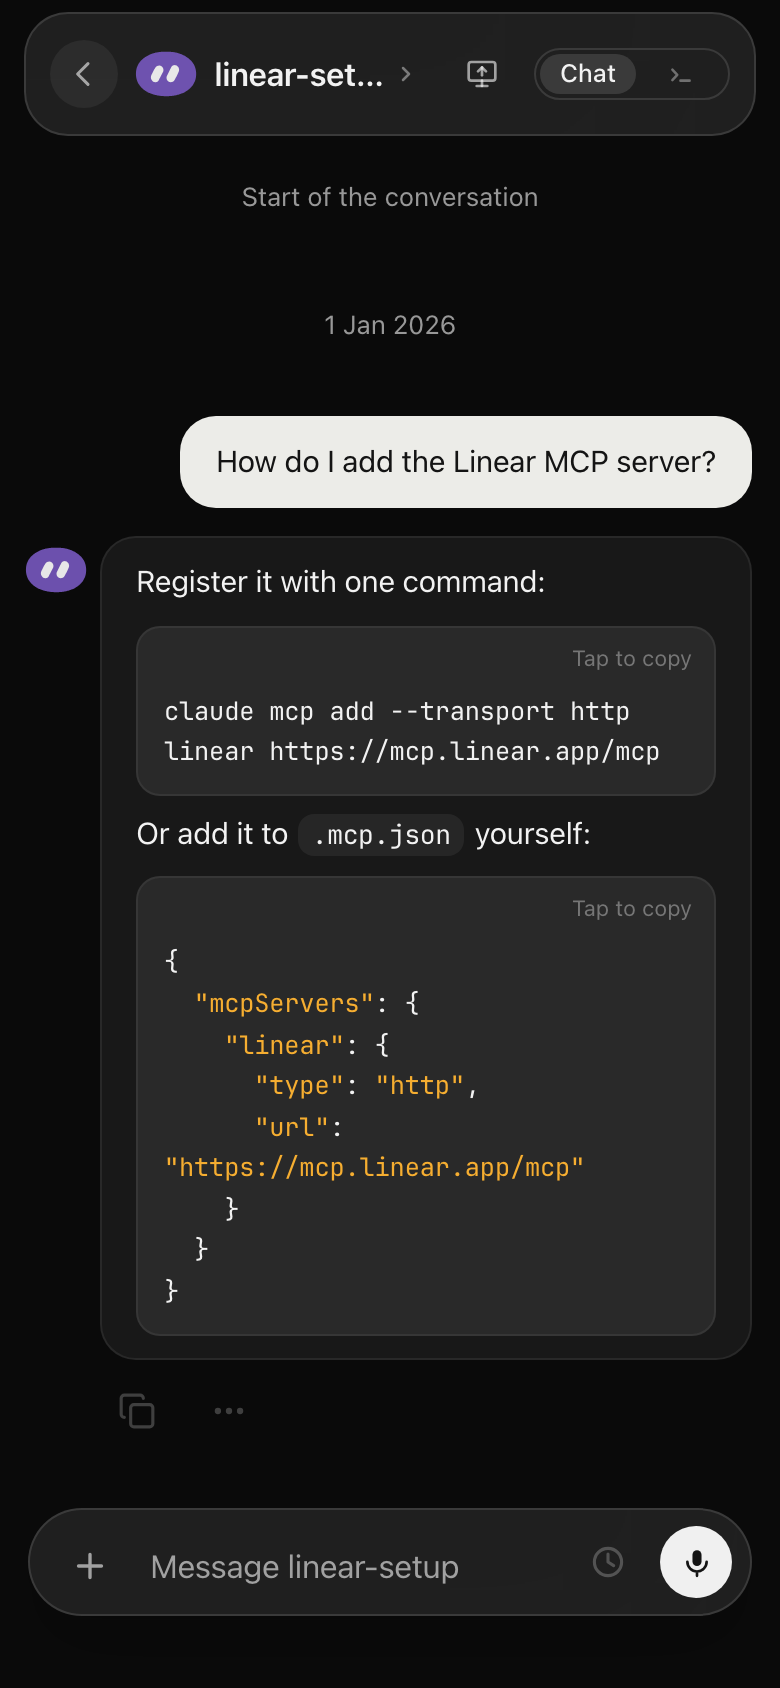 linear-set...
Chat
Start of the conversation
1 Jan 2026
How do I add the Linear MCP server?
Register it with one command:
Tap to copy
claude mcp add --transport http
linear https://mcp.linear.app/mcp
Or add it to .mcp.json yourself:
Tap to copy
{
  "mcpServers": {
    "linear": {
      "type": "http",
      "url":
"https://mcp.linear.app/mcp"
    }
  }
}
Message linear-setup